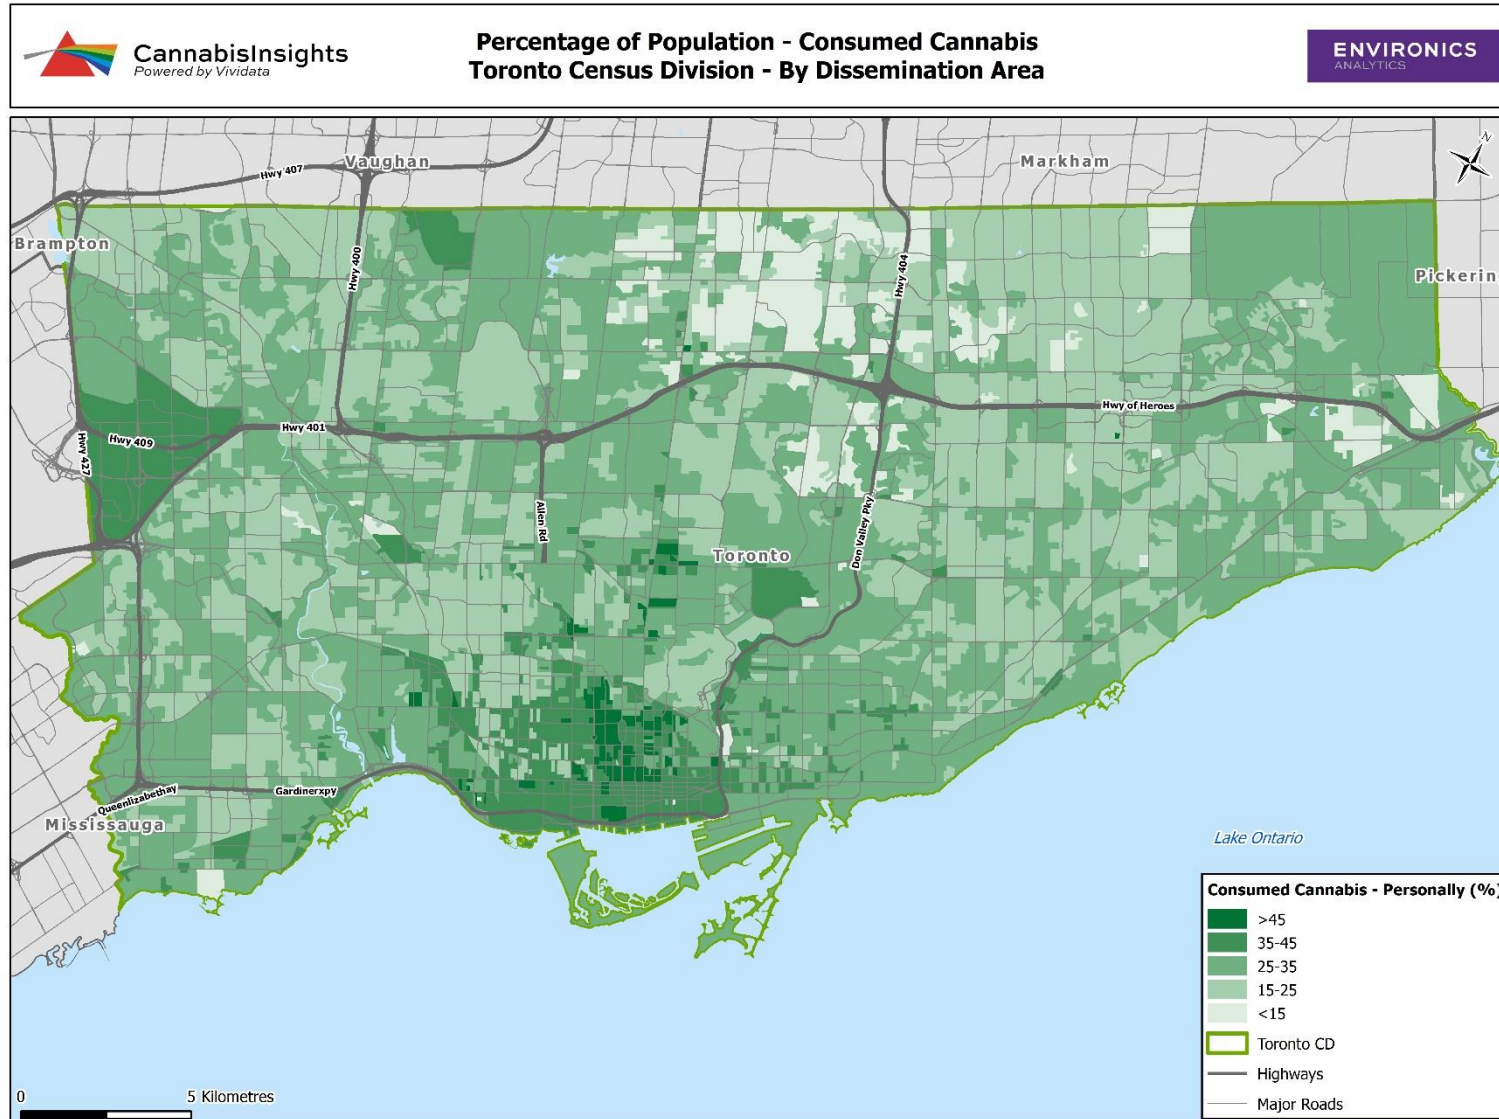 CannabisInsights
Powered by Vividata
Percentage of Population - Consumed Cannabis
Toronto Census Division - By Dissemination Area
ENVIRONICS
ANALYTICS
N
Vaughan
Markham
Hwy 407
Brampton
Hwy 400
Hwy 404
Pickering
Hwy of Heroes
Hwy 401
Hwy 409
Hwy 427
Allen Rd
Don Valley Pky
Toronto
Queenlizabethay
Gardinerxpy
Mississauga
Lake Ontario
Consumed Cannabis - Personally (%)
>45
35-45
25-35
15-25
<15
Toronto CD
Highways
Major Roads
0 5 Kilometres